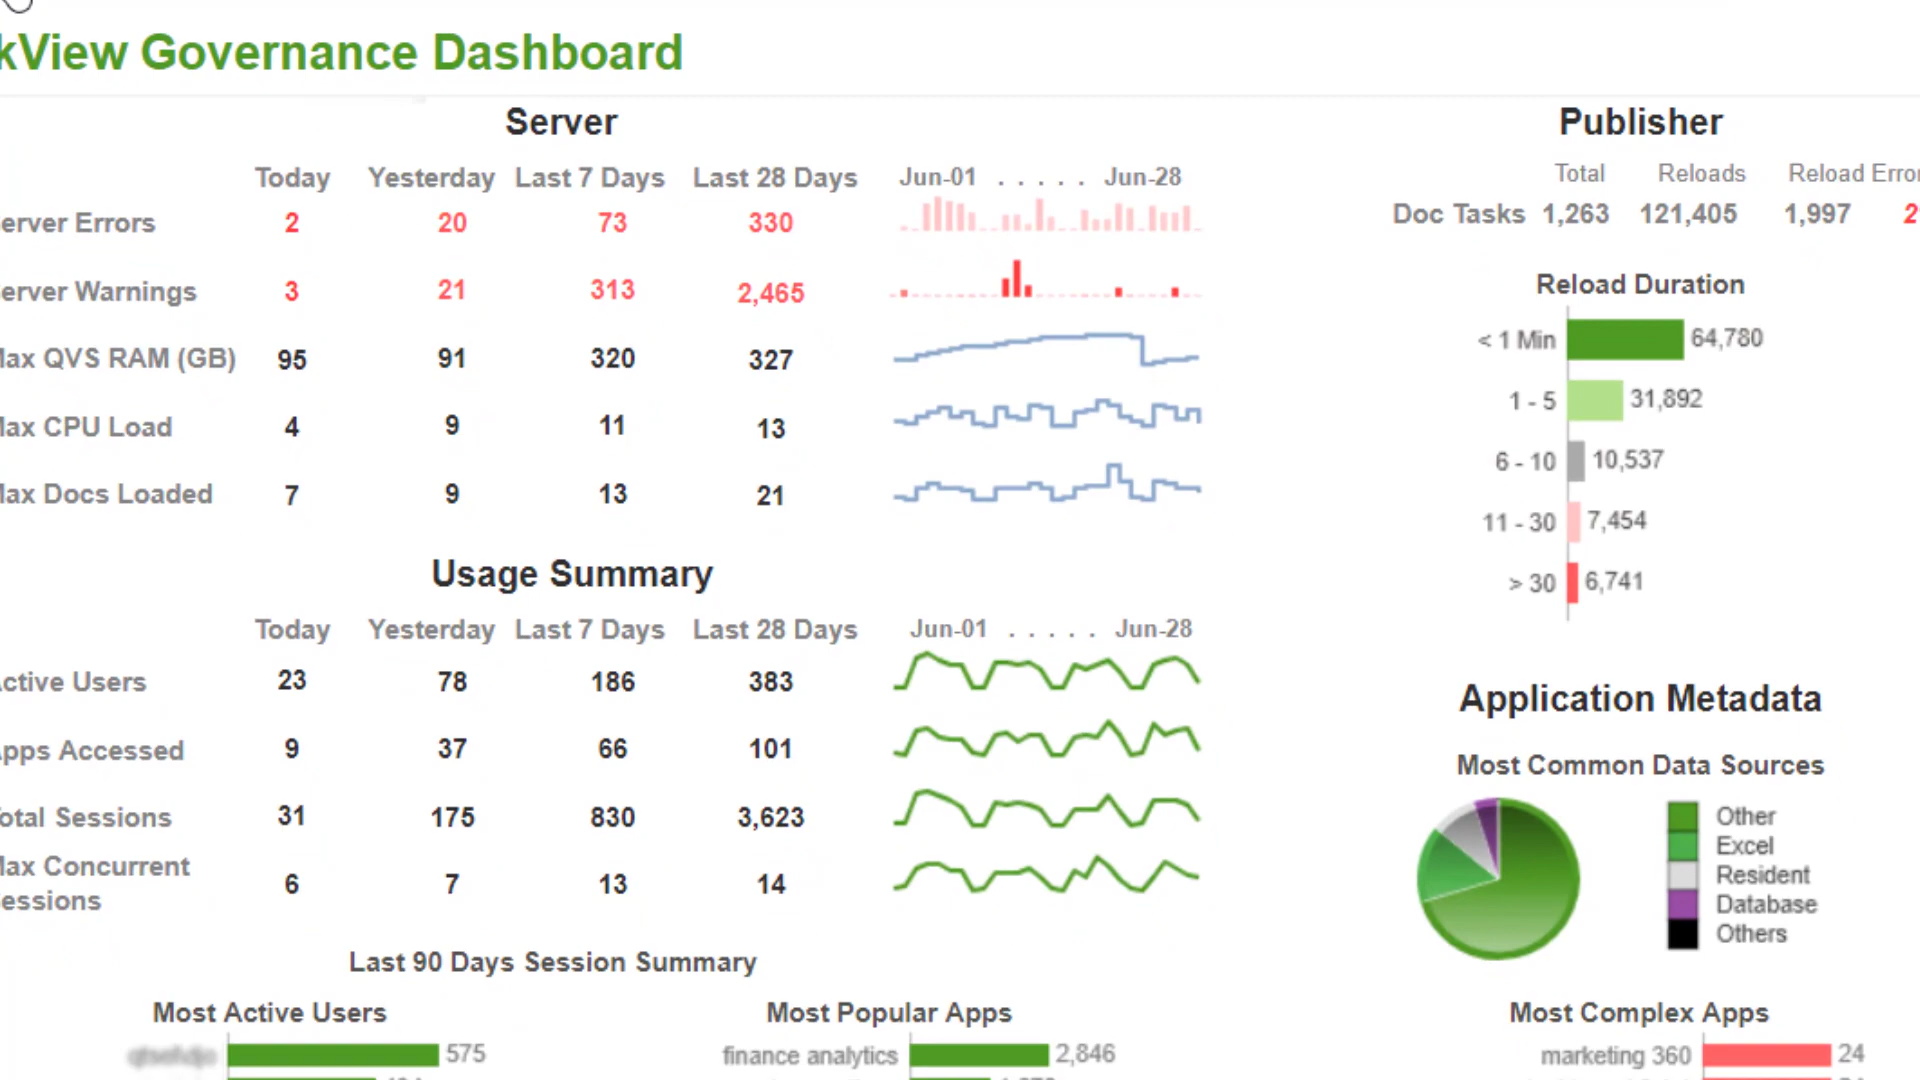 kView Governance Dashboard
Server
Today Yesterday Last 7 Days Last 28 Days Jun-01 . . . . . Jun-28
erver Errors 2 20 73 330
erver Warnings 3 21 313 2,465
ax QVS RAM (GB) 95 91 320 327
ax CPU Load 4 9 11 13
ax Docs Loaded 7 9 13 21
Usage Summary
Today Yesterday Last 7 Days Last 28 Days Jun-01 . . . . . Jun-28
ctive Users 23 78 186 383
pps Accessed 9 37 66 101
otal Sessions 31 175 830 3,623
ax Concurrent
essions 6 7 13 14
Last 90 Days Session Summary
Most Active Users
575
Most Popular Apps
finance analytics 2,846
Publisher
Total Reloads Reload Error
Doc Tasks 1,263 121,405 1,997 2
Reload Duration
< 1 Min 64,780
1 - 5 31,892
6 - 10 10,537
11 - 30 7,454
> 30 6,741
Application Metadata
Most Common Data Sources
Other
Excel
Resident
Database
Others
Most Complex Apps
marketing 360 24